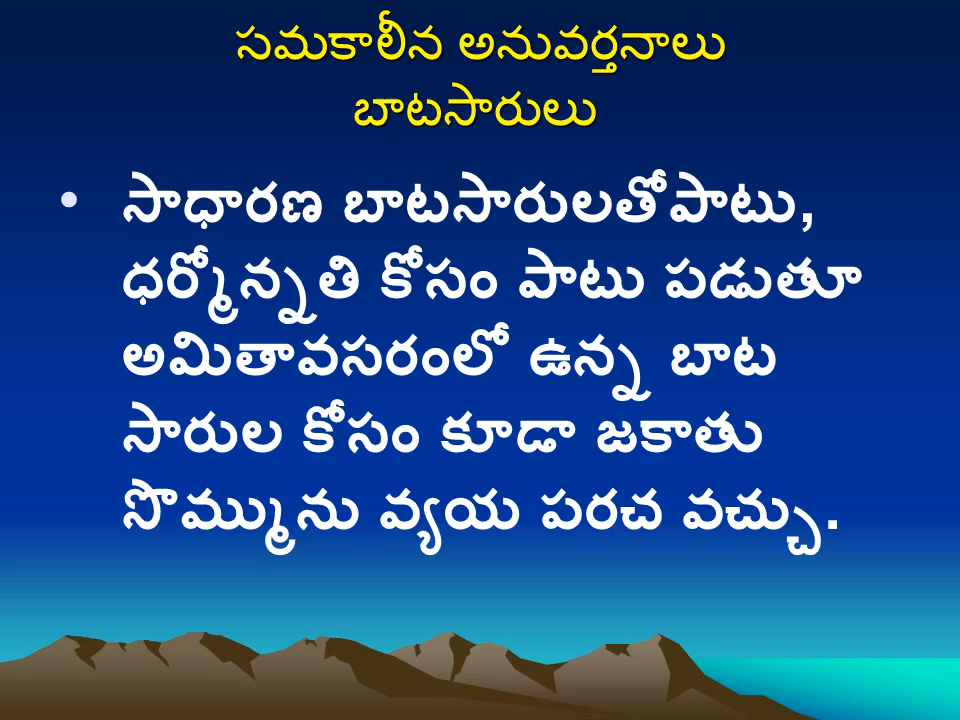 సమకాలీన అనువర్తనాలు
బాటసారులు
• సాధారణ బాటసారులతోపాటు,
ధర్మోన్నతి కోసం పాటు పడుతూ
అమితావసరంలో ఉన్న బాట
సారుల కోసం కూడా జకాతు
సొమ్మును వ్యయ పరచ వచ్చు.